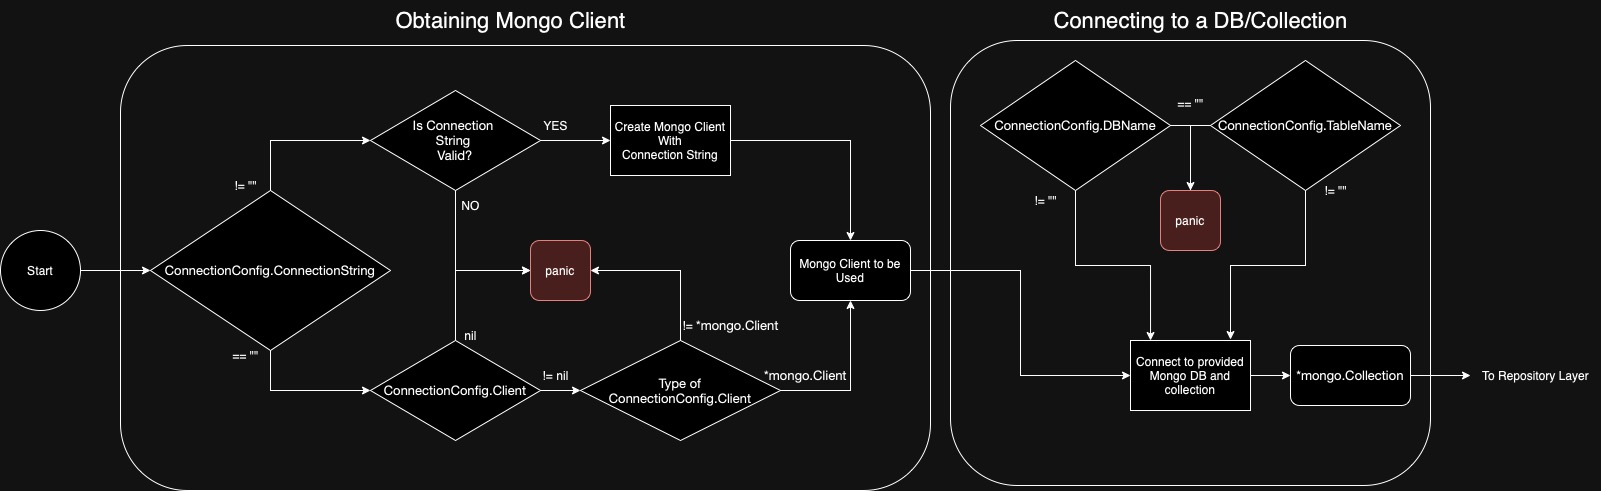 Obtaining Mongo Client
Connecting to a DB/Collection
Start
ConnectionConfig.ConnectionString
!= ""
== ""
Is Connection
String
Valid?
YES
NO
Create Mongo Client
With
Connection String
panic
nil
ConnectionConfig.Client
!= nil
Type of
ConnectionConfig.Client
!= *mongo.Client
*mongo.Client
Mongo Client to be
Used
ConnectionConfig.DBName
== ""
ConnectionConfig.TableName
!= ""
panic
!= ""
Connect to provided
Mongo DB and
collection
*mongo.Collection
To Repository Layer